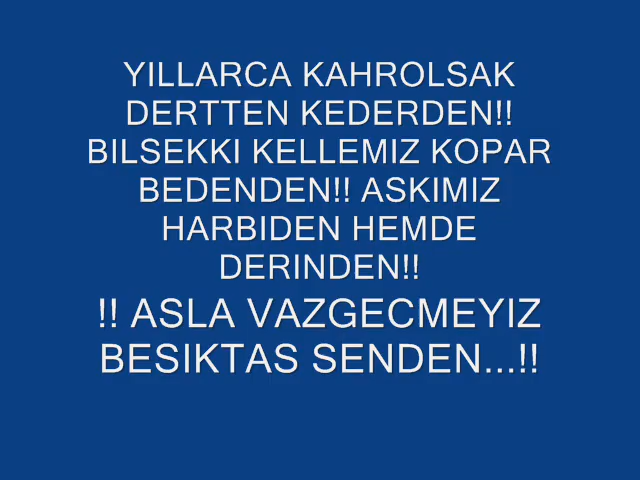 YILLARCA KAHROLSAK
DERTTEN KEDERDEN!!
BILSEKKI KELLEMIZ KOPAR
BEDENDEN!! ASKIMIZ
HARBIDEN HEMDE
DERINDEN!!
!! ASLA VAZGECMEYIZ
BESIKTAS SENDEN...!!